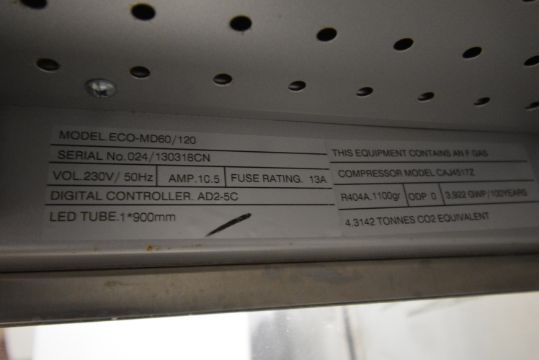 MODEL ECO-MD60/120
SERIAL No. 024/130318CN
VOL. 230V/ 50Hz AMP. 10.5 FUSE RATING. 13A
DIGITAL CONTROLLER. AD2-5C
LED TUBE.1*900mm
THIS EQUIPMENT CONTAINS AN F GAS
COMPRESSOR MODEL CAJ4517Z
R404A.1100gr ODP 0 3,922 GWP/100YEARS
4.3142 TONNES CO2 EQUIVALENT